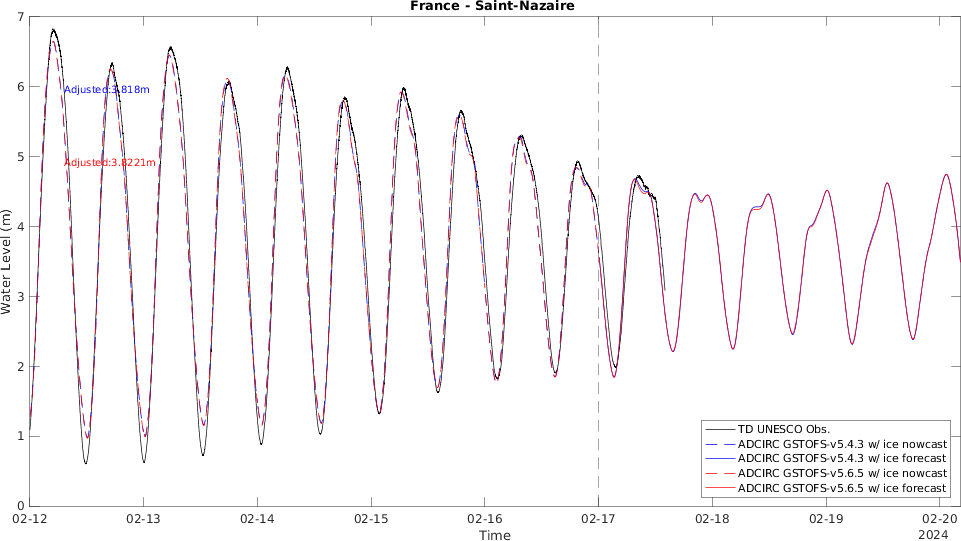 France - Saint-Nazaire
7
6
5
4
3
2
1
0
Water Level (m)
Adjusted:3.818m
Adjusted:3.8221m
TD UNESCO Obs.
ADCIRC GSTOFS-v5.4.3 w/ ice nowcast
ADCIRC GSTOFS-v5.4.3 w/ ice forecast
ADCIRC GSTOFS-v5.6.5 w/ ice nowcast
ADCIRC GSTOFS-v5.6.5 w/ ice forecast
02-12 02-13 02-14 02-15 02-16 02-17 02-18 02-19 02-20
Time
2024